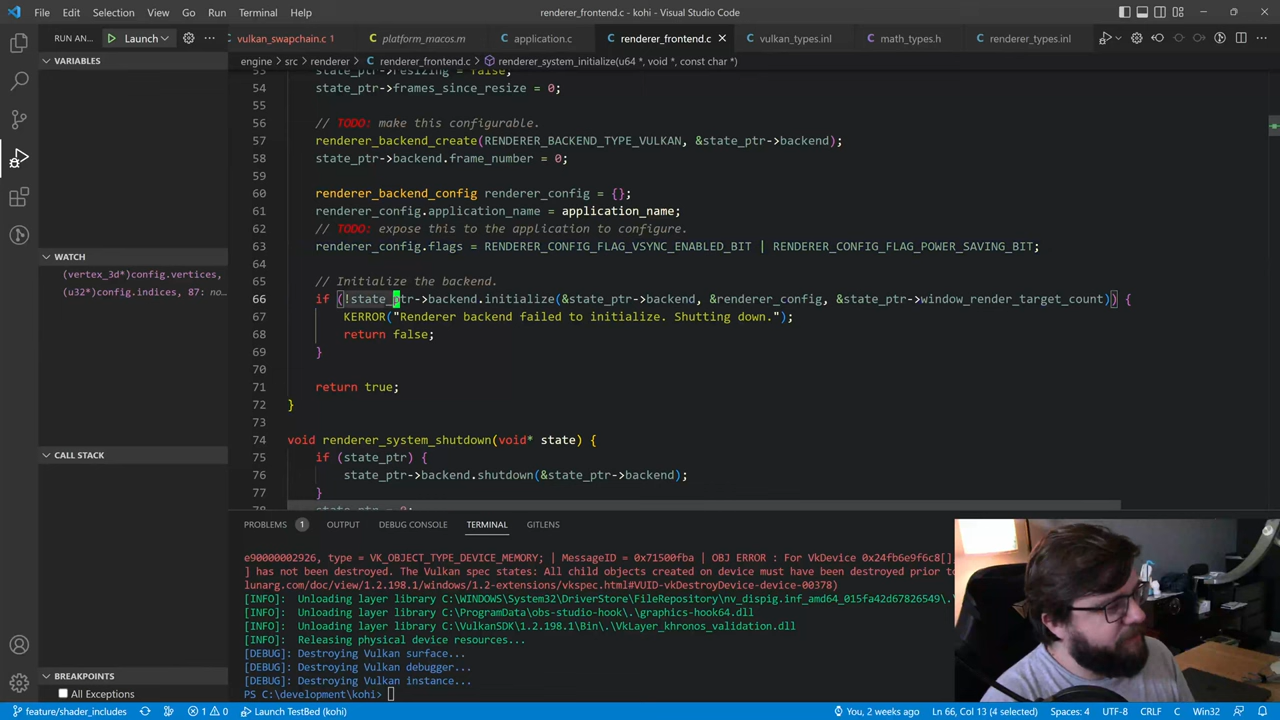 File Edit Selection View Go Run Terminal Help
renderer_frontend.c - kohi - Visual Studio Code
RUN AN... Launch
vulkan_swapchain.c 1 platform_macos.m application.c renderer_frontend.c vulkan_types.inl math_types.h renderer_types.inl
engine > src > renderer > renderer_frontend.c > renderer_system_initialize(u64 *, void *, const char *)
VARIABLES
WATCH
(vertex_3d*)config.vertices,
(u32*)config.indices, 87: no...
CALL STACK
BREAKPOINTS
All Exceptions
53 state_ptr->resizing = false;
54 state_ptr->frames_since_resize = 0;
55
56 // TODO: make this configurable.
57 renderer_backend_create(RENDERER_BACKEND_TYPE_VULKAN, &state_ptr->backend);
58 state_ptr->backend.frame_number = 0;
59
60 renderer_backend_config renderer_config = {};
61 renderer_config.application_name = application_name;
62 // TODO: expose this to the application to configure.
63 renderer_config.flags = RENDERER_CONFIG_FLAG_VSYNC_ENABLED_BIT | RENDERER_CONFIG_FLAG_POWER_SAVING_BIT;
64
65 // Initialize the backend.
66 if (!state_ptr->backend.initialize(&state_ptr->backend, &renderer_config, &state_ptr->window_render_target_count)) {
67 KERROR("Renderer backend failed to initialize. Shutting down.");
68 return false;
69 }
70
71 return true;
72 }
73
74 void renderer_system_shutdown(void* state) {
75 if (state_ptr) {
76 state_ptr->backend.shutdown(&state_ptr->backend);
77 }
78 state_ptr = 0;
PROBLEMS 1 OUTPUT DEBUG CONSOLE TERMINAL GITLENS
e90000002926, type = VK_OBJECT_TYPE_DEVICE_MEMORY; | MessageID = 0x71500fba | OBJ ERROR : For VkDevice 0x24fb6e9f6c8[]
] has not been destroyed. The Vulkan spec states: All child objects created on device must have been destroyed prior to
lunarg.com/doc/view/1.2.198.1/windows/1.2-extensions/vkspec.html#VUID-vkDestroyDevice-device-00378)
[INFO]: Unloading layer library C:\WINDOWS\System32\DriverStore\FileRepository\nv_dispig.inf_amd64_015fa42d67826549\.\
[INFO]: Unloading layer library C:\ProgramData\obs-studio-hook\.\graphics-hook64.dll
[INFO]: Unloading layer library C:\VulkanSDK\1.2.198.1\Bin\.\VkLayer_khronos_validation.dll
[INFO]: Releasing physical device resources...
[DEBUG]: Destroying Vulkan surface...
[DEBUG]: Destroying Vulkan debugger...
[DEBUG]: Destroying Vulkan instance...
PS C:\development\kohi>
feature/shader_includes 1 0 Launch TestBed (kohi) You, 2 weeks ago Ln 66, Col 13 (4 selected) Spaces: 4 UTF-8 CRLF C Win32